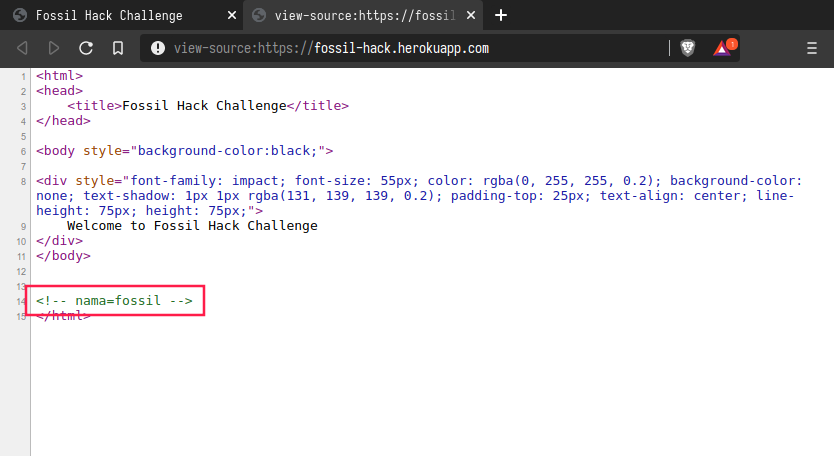 Fossil Hack Challenge
view-source:https://fossil
view-source:https://fossil-hack.herokuapp.com
1
1 <html>
2 <head>
3 <title>Fossil Hack Challenge</title>
4 </head>
5
6 <body style="background-color:black;">
7
8 <div style="font-family: impact; font-size: 55px; color: rgba(0, 255, 255, 0.2); background-color:
none; text-shadow: 1px 1px rgba(131, 139, 139, 0.2); padding-top: 25px; text-align: center; line-
height: 75px; height: 75px;">
9 Welcome to Fossil Hack Challenge
10 </div>
11 </body>
12
13
14 <!-- nama=fossil -->
15 </html>